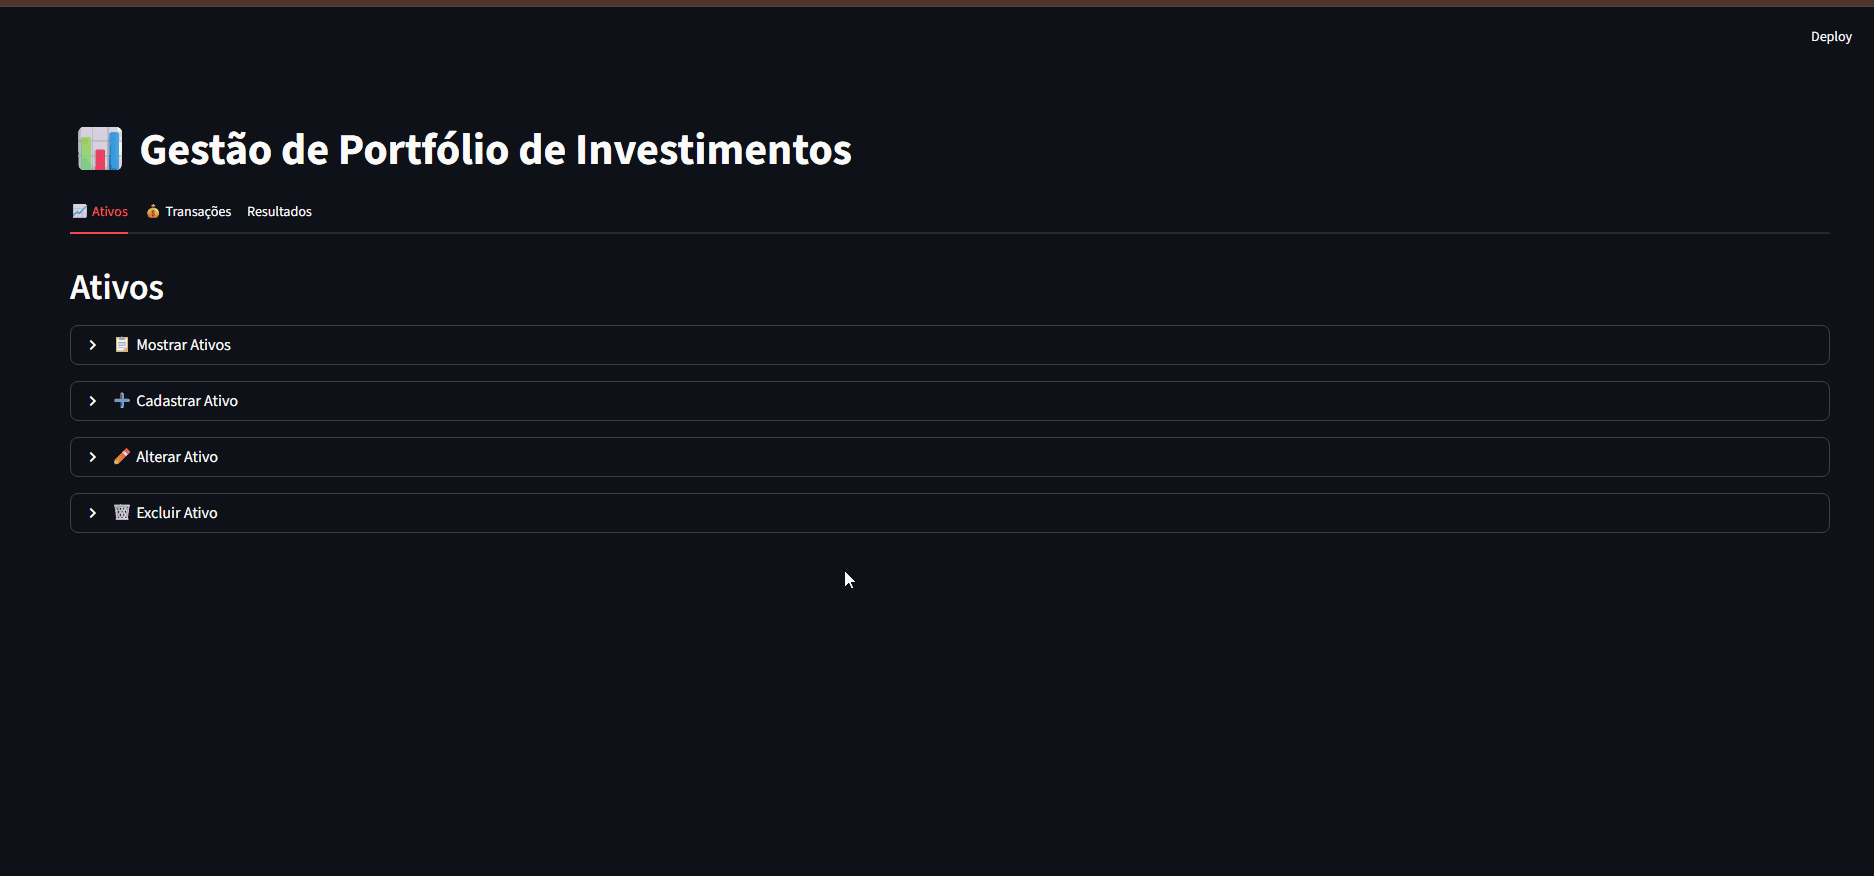 Deploy
Gestão de Portfólio de Investimentos
Ativos Transações Resultados
Ativos
Mostrar Ativos
Cadastrar Ativo
Alterar Ativo
Excluir Ativo